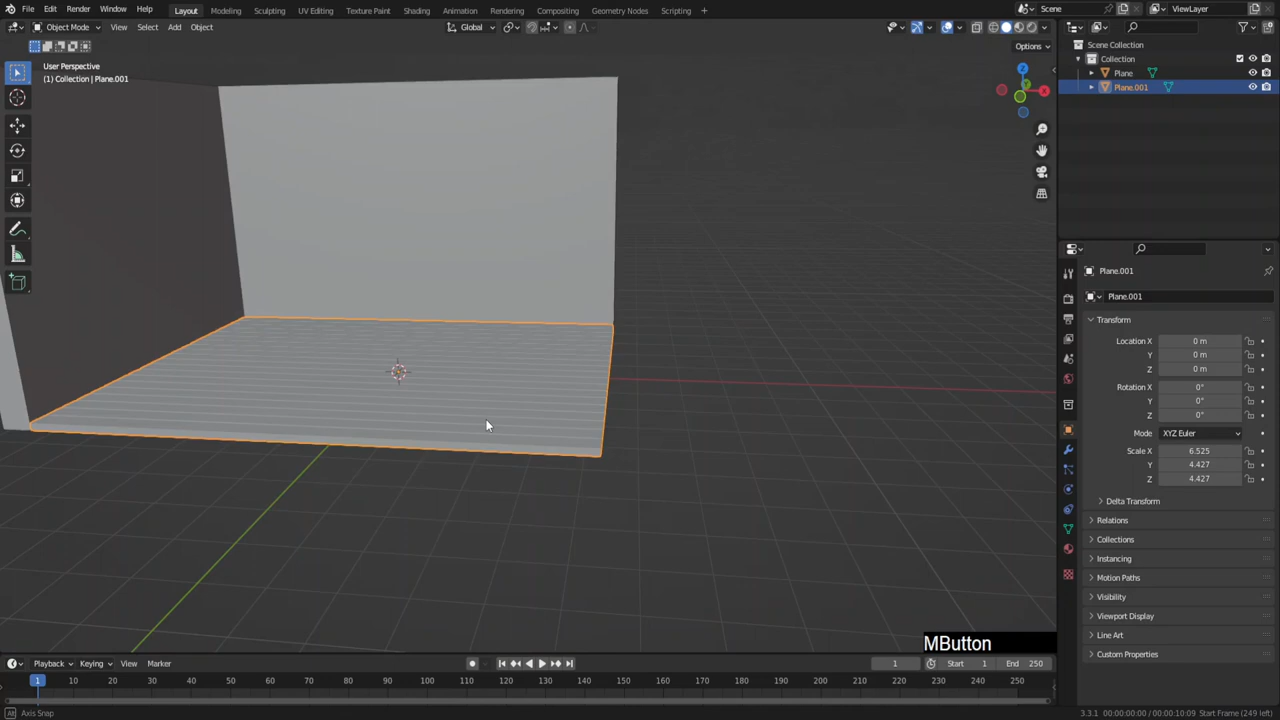 File Edit Render Window Help Layout Modeling Sculpting UV Editing Texture Paint Shading Animation Rendering Compositing Geometry Nodes Scripting + Scene ViewLayer
Object Mode View Select Add Object Global
Options
User Perspective
(1) Collection | Plane.001
Z
X
Y
Scene Collection
Collection
Plane
Plane.001
Plane.001
Plane.001
Transform
Location X 0 m
Y 0 m
Z 0 m
Rotation X 0°
Y 0°
Z 0°
Mode XYZ Euler
Scale X 6.525
Y 4.427
Z 4.427
Delta Transform
Relations
Collections
Instancing
Motion Paths
Visibility
Viewport Display
Line Art
Custom Properties
MButton
Playback Keying View Marker 1 Start 1 End 250
1 10 20 30 40 50 60 70 80 90 100 110 120 130 140 150 160 170 180 190 200 210 220 230 240 250
Alt Axis Snap 3.3.1 00:00:00:00 / 00:00:10:09 Start Frame (249 left)